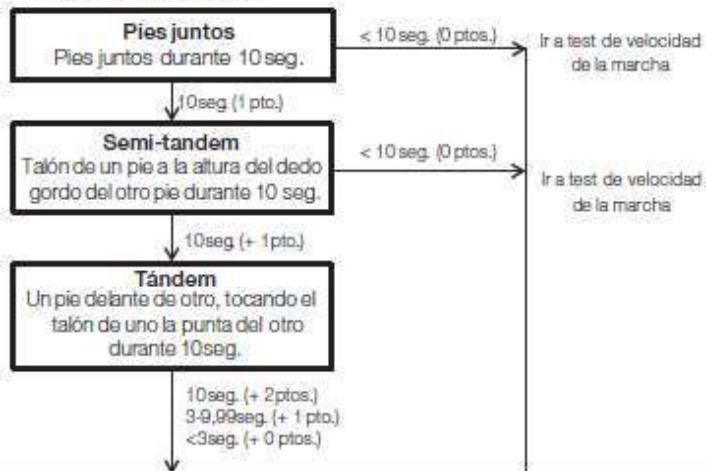 Pies juntos
Pies juntos durante 10 seg.
< 10 seg. (0 ptos.)
Ir a test de velocidad
de la marcha
10seg (1 pto.)
Semi-tandem
Talón de un pie a la altura del dedo
gordo del otro pie durante 10 seg.
< 10 seg. (0 ptos.)
Ir a test de velocidad
de la marcha
10seg (+ 1pto.)
Tándem
Un pie delante de otro, tocando el
talón de uno la punta del otro
durante 10seg.
10seg. (+ 2ptos.)
3-9,99seg. (+ 1 pto.)
<3seg. (+ 0 ptos.)